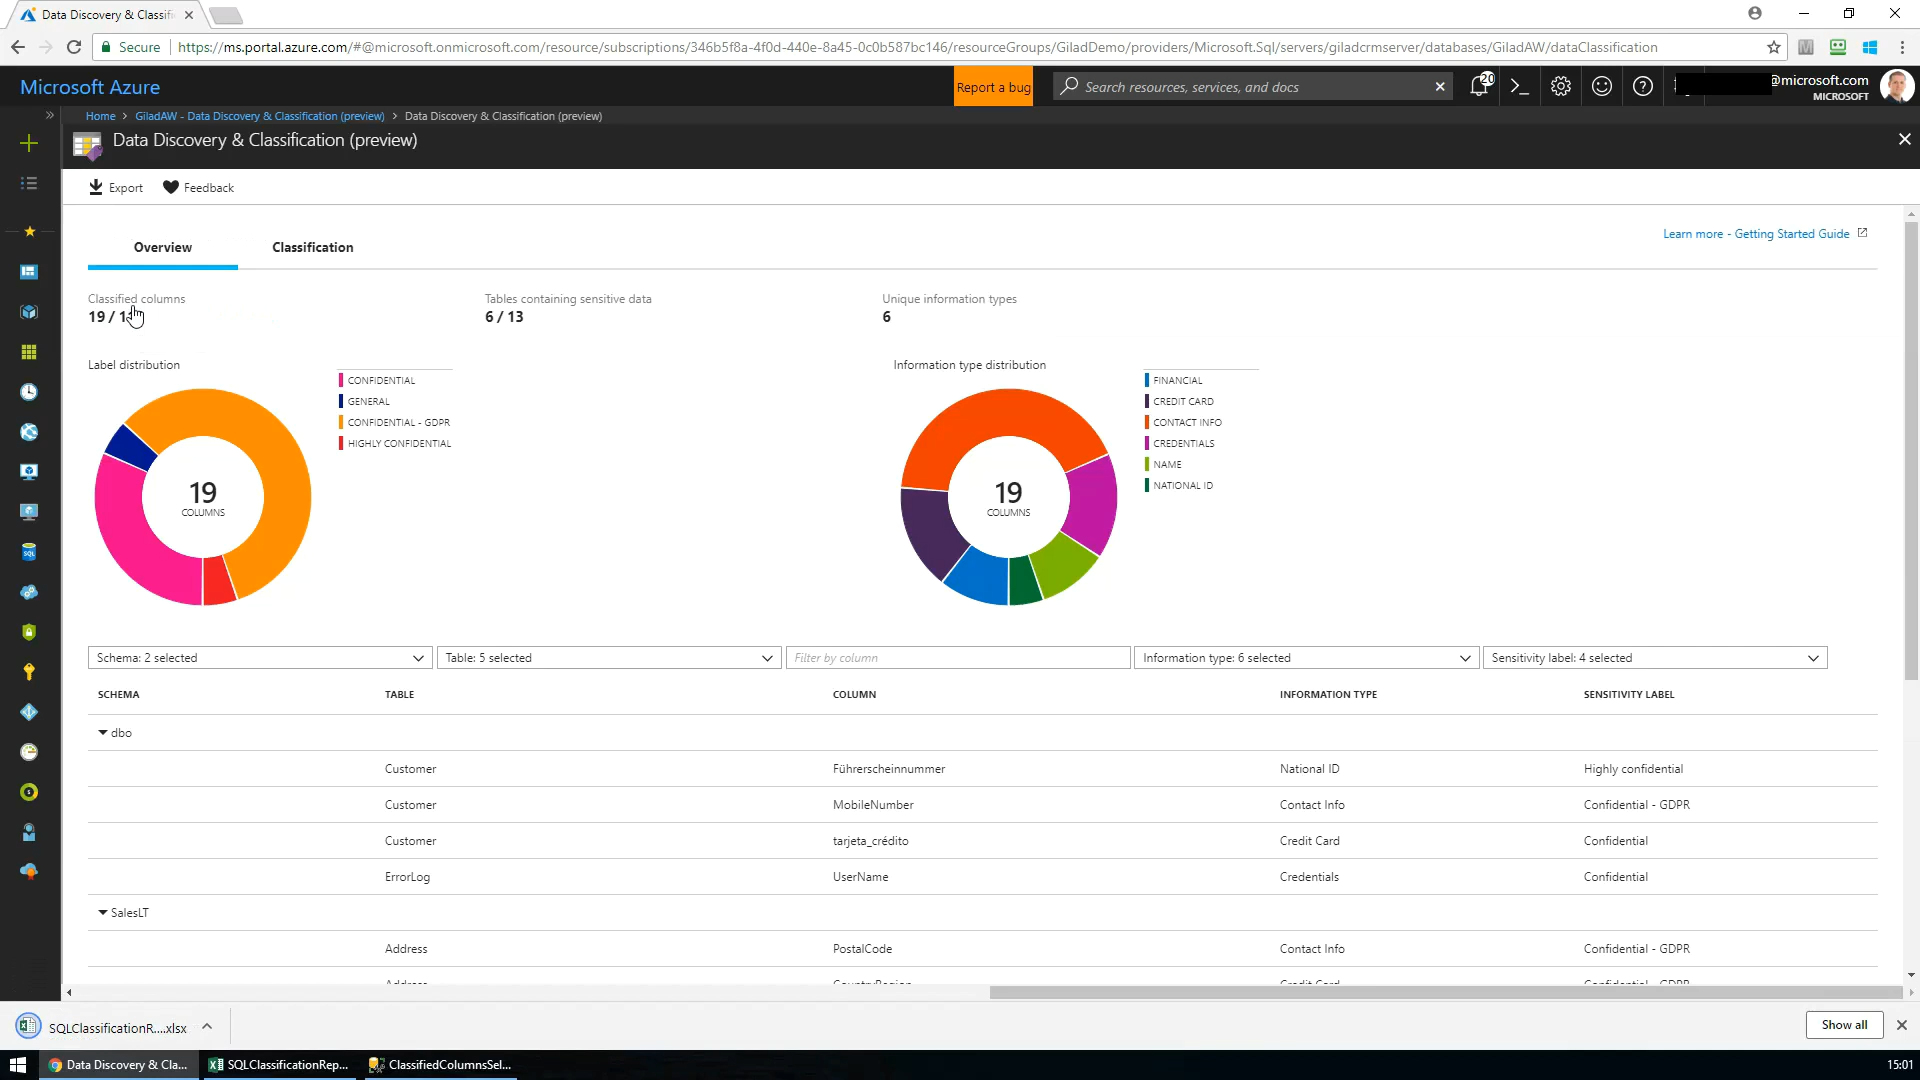 Data Discovery & Classifi
Secure
https://ms.portal.azure.com/#@microsoft.onmicrosoft.com/resource/subscriptions/346b5f8a-4f0d-440e-8a45-0c0b587bc146/resourceGroups/GiladDemo/providers/Microsoft.Sql/servers/giladcrmserver/databases/GiladAW/dataClassification
Microsoft Azure
Report a bug
Search resources, services, and docs
20
@microsoft.com
MICROSOFT
Home > GiladAW - Data Discovery & Classification (preview) > Data Discovery & Classification (preview)
Data Discovery & Classification (preview)
Export
Feedback
Overview
Classification
Learn more - Getting Started Guide
Classified columns
19 /
Tables containing sensitive data
6 / 13
Unique information types
6
Label distribution
19
COLUMNS
CONFIDENTIAL
GENERAL
CONFIDENTIAL - GDPR
HIGHLY CONFIDENTIAL
Information type distribution
19
COLUMNS
FINANCIAL
CREDIT CARD
CONTACT INFO
CREDENTIALS
NAME
NATIONAL ID
Schema: 2 selected
Table: 5 selected
Filter by column
Information type: 6 selected
Sensitivity label: 4 selected
SCHEMA TABLE COLUMN INFORMATION TYPE SENSITIVITY LABEL
dbo
Customer Führerscheinnummer National ID Highly confidential
Customer MobileNumber Contact Info Confidential - GDPR
Customer tarjeta_crédito Credit Card Confidential
ErrorLog UserName Credentials Confidential
SalesLT
Address PostalCode Contact Info Confidential - GDPR
Address CountryRegion Credit Card Confidential - GDPR
SQLClassificationR....xlsx
Show all
Data Discovery & Cla...
SQLClassificationRep...
ClassifiedColumnsSel...
15:01